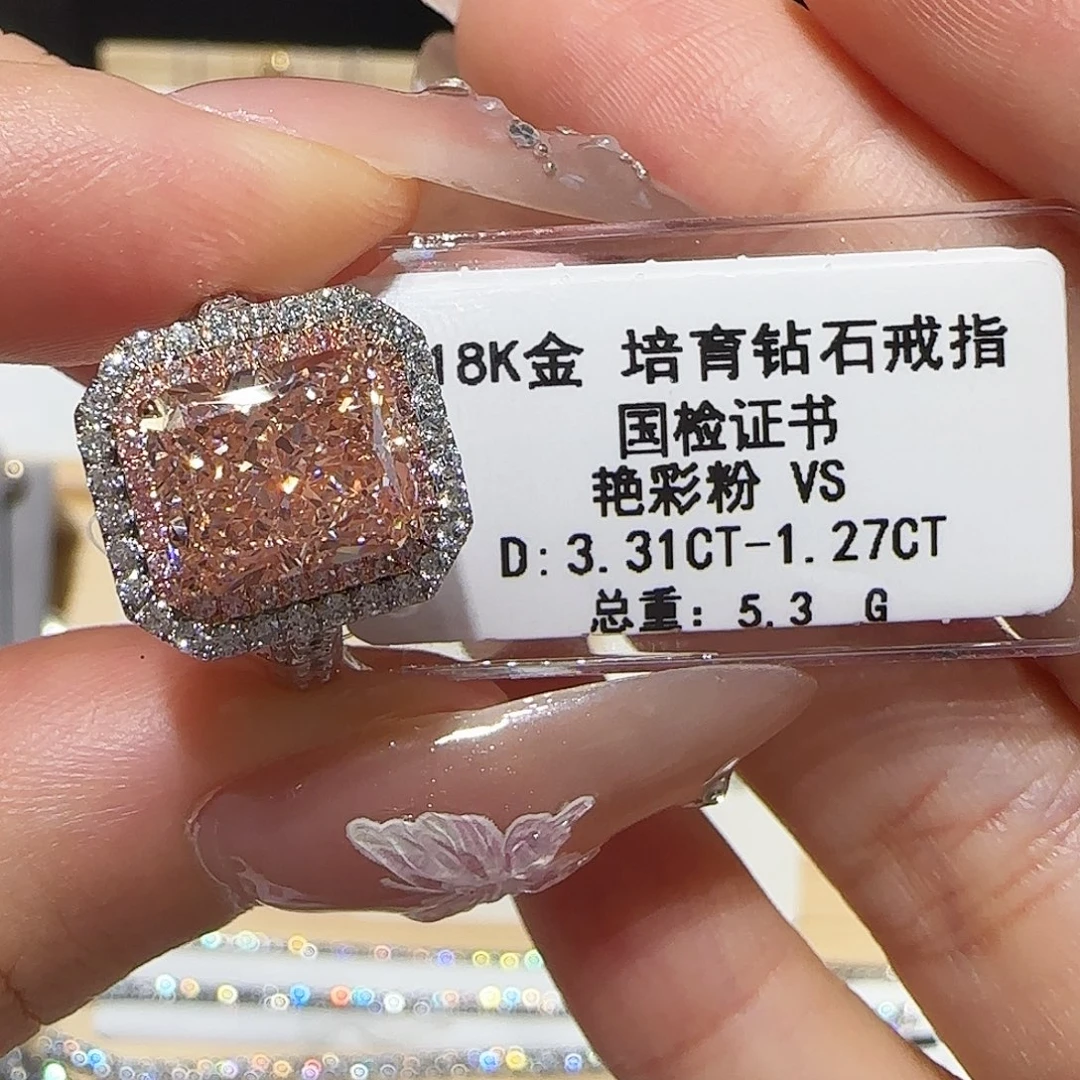 18K金 培育钻石戒指
国检证书
艳彩粉 VS
D:3.31CT-1.27CT
总重: 5.3 G